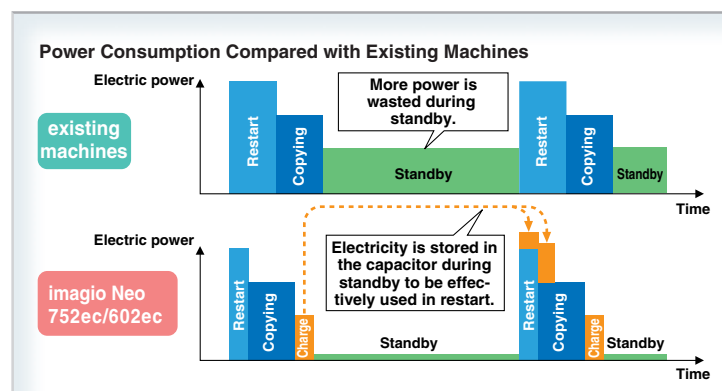 Power Consumption Compared with Existing Machines
Electric power
existing
machines
Restart
Copying
More power is
wasted during
standby.
Standby
Restart
Copying
Standby
Time
Electric power
imagio Neo
752ec/602ec
Restart
Copying
Charge
Electricity is stored in
the capacitor during
standby to be effec-
tively used in restart.
Standby
Restart
Copying
Charge
Standby
Time